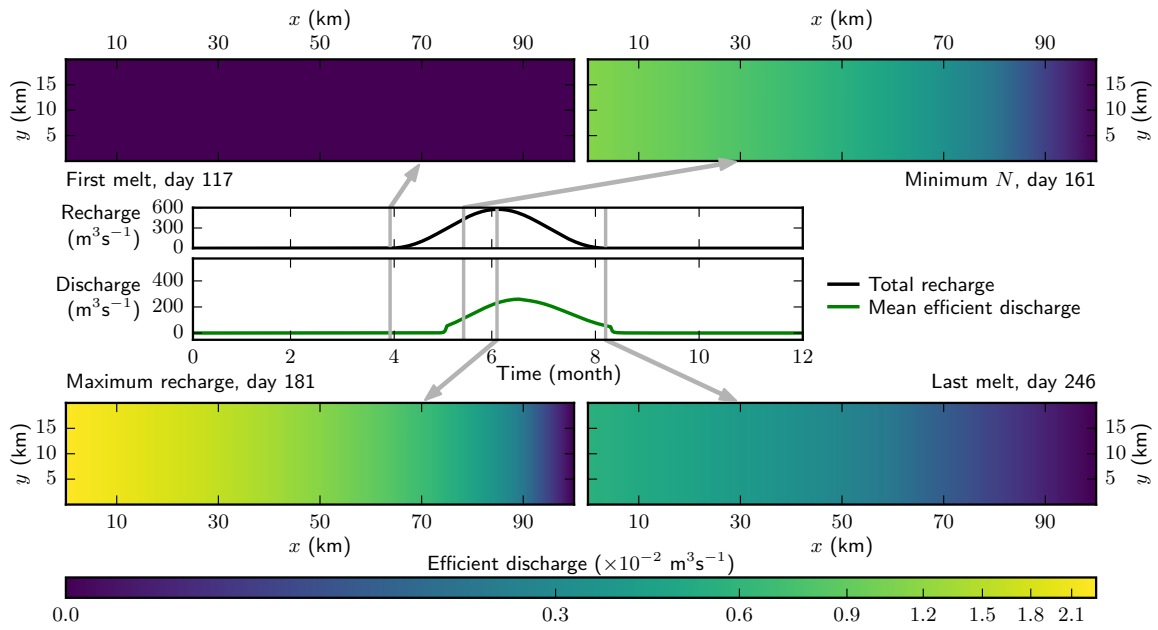 x (km) x (km)
10 30 50 70 90 10 30 50 70 90
y (km) 15 10 5 15 10 5 y (km)
First melt, day 117 Minimum N, day 161
Recharge (m³s⁻¹) 600 300 0
Discharge (m³s⁻¹) 400 200 0
Total recharge
Mean efficient discharge
0 2 4 6 8 10 12
Time (month)
Maximum recharge, day 181 Last melt, day 246
y (km) 15 10 5 15 10 5 y (km)
10 30 50 70 90 10 30 50 70 90
x (km) x (km)
Efficient discharge (×10⁻² m³s⁻¹)
0.0 0.3 0.6 0.9 1.2 1.5 1.8 2.1